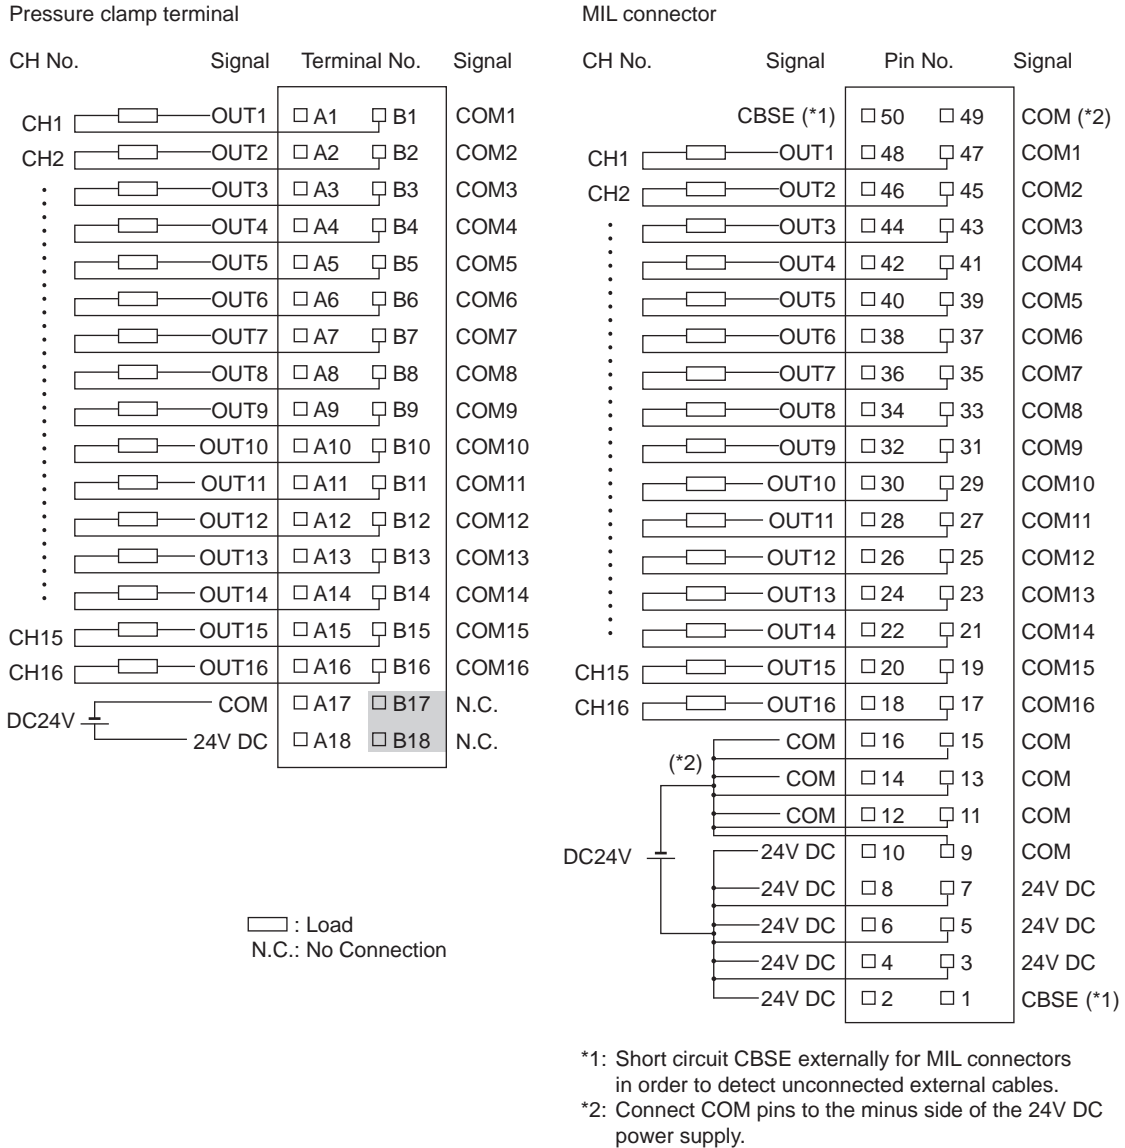 Pressure clamp terminal
CH No. Signal Terminal No. Signal
CH1 OUT1 A1 B1 COM1
CH2 OUT2 A2 B2 COM2
OUT3 A3 B3 COM3
OUT4 A4 B4 COM4
OUT5 A5 B5 COM5
OUT6 A6 B6 COM6
OUT7 A7 B7 COM7
OUT8 A8 B8 COM8
OUT9 A9 B9 COM9
OUT10 A10 B10 COM10
OUT11 A11 B11 COM11
OUT12 A12 B12 COM12
OUT13 A13 B13 COM13
OUT14 A14 B14 COM14
CH15 OUT15 A15 B15 COM15
CH16 OUT16 A16 B16 COM16
COM A17 B17 N.C.
DC24V
24V DC A18 B18 N.C.
: Load
N.C.: No Connection
MIL connector
CH No. Signal Pin No. Signal
CBSE (*1) 50 49 COM (*2)
CH1 OUT1 48 47 COM1
CH2 OUT2 46 45 COM2
OUT3 44 43 COM3
OUT4 42 41 COM4
OUT5 40 39 COM5
OUT6 38 37 COM6
OUT7 36 35 COM7
OUT8 34 33 COM8
OUT9 32 31 COM9
OUT10 30 29 COM10
OUT11 28 27 COM11
OUT12 26 25 COM12
OUT13 24 23 COM13
OUT14 22 21 COM14
CH15 OUT15 20 19 COM15
CH16 OUT16 18 17 COM16
COM 16 15 COM
(*2)
COM 14 13 COM
COM 12 11 COM
DC24V 24V DC 10 9 COM
24V DC 8 7 24V DC
24V DC 6 5 24V DC
24V DC 4 3 24V DC
24V DC 2 1 CBSE (*1)
*1: Short circuit CBSE externally for MIL connectors
in order to detect unconnected external cables.
*2: Connect COM pins to the minus side of the 24V DC
power supply.